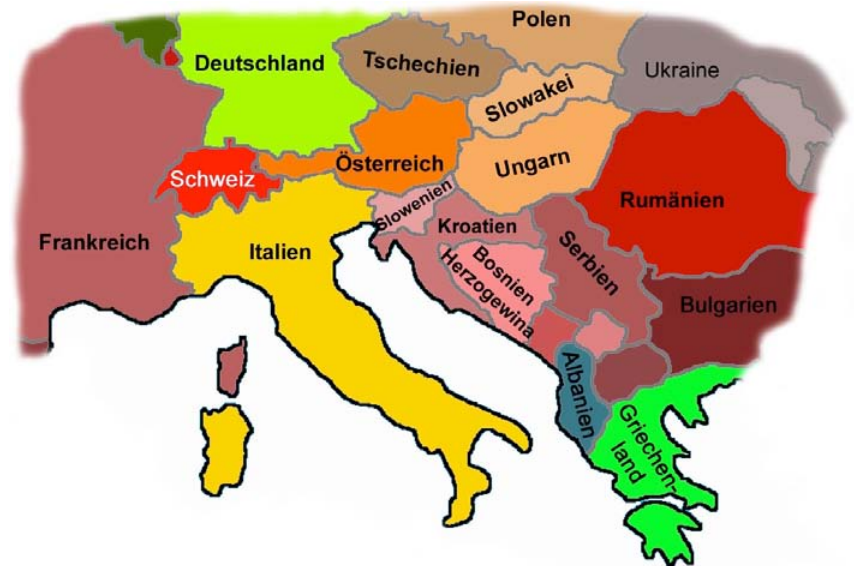 Polen
Deutschland
Tschechien
Ukraine
Slowakei
Österreich
Ungarn
Schweiz
Slowenien
Rumänien
Kroatien
Frankreich
Italien
Serbien
Bosnien
Herzogewina
Bulgarien
Albanien
Griechen-
land